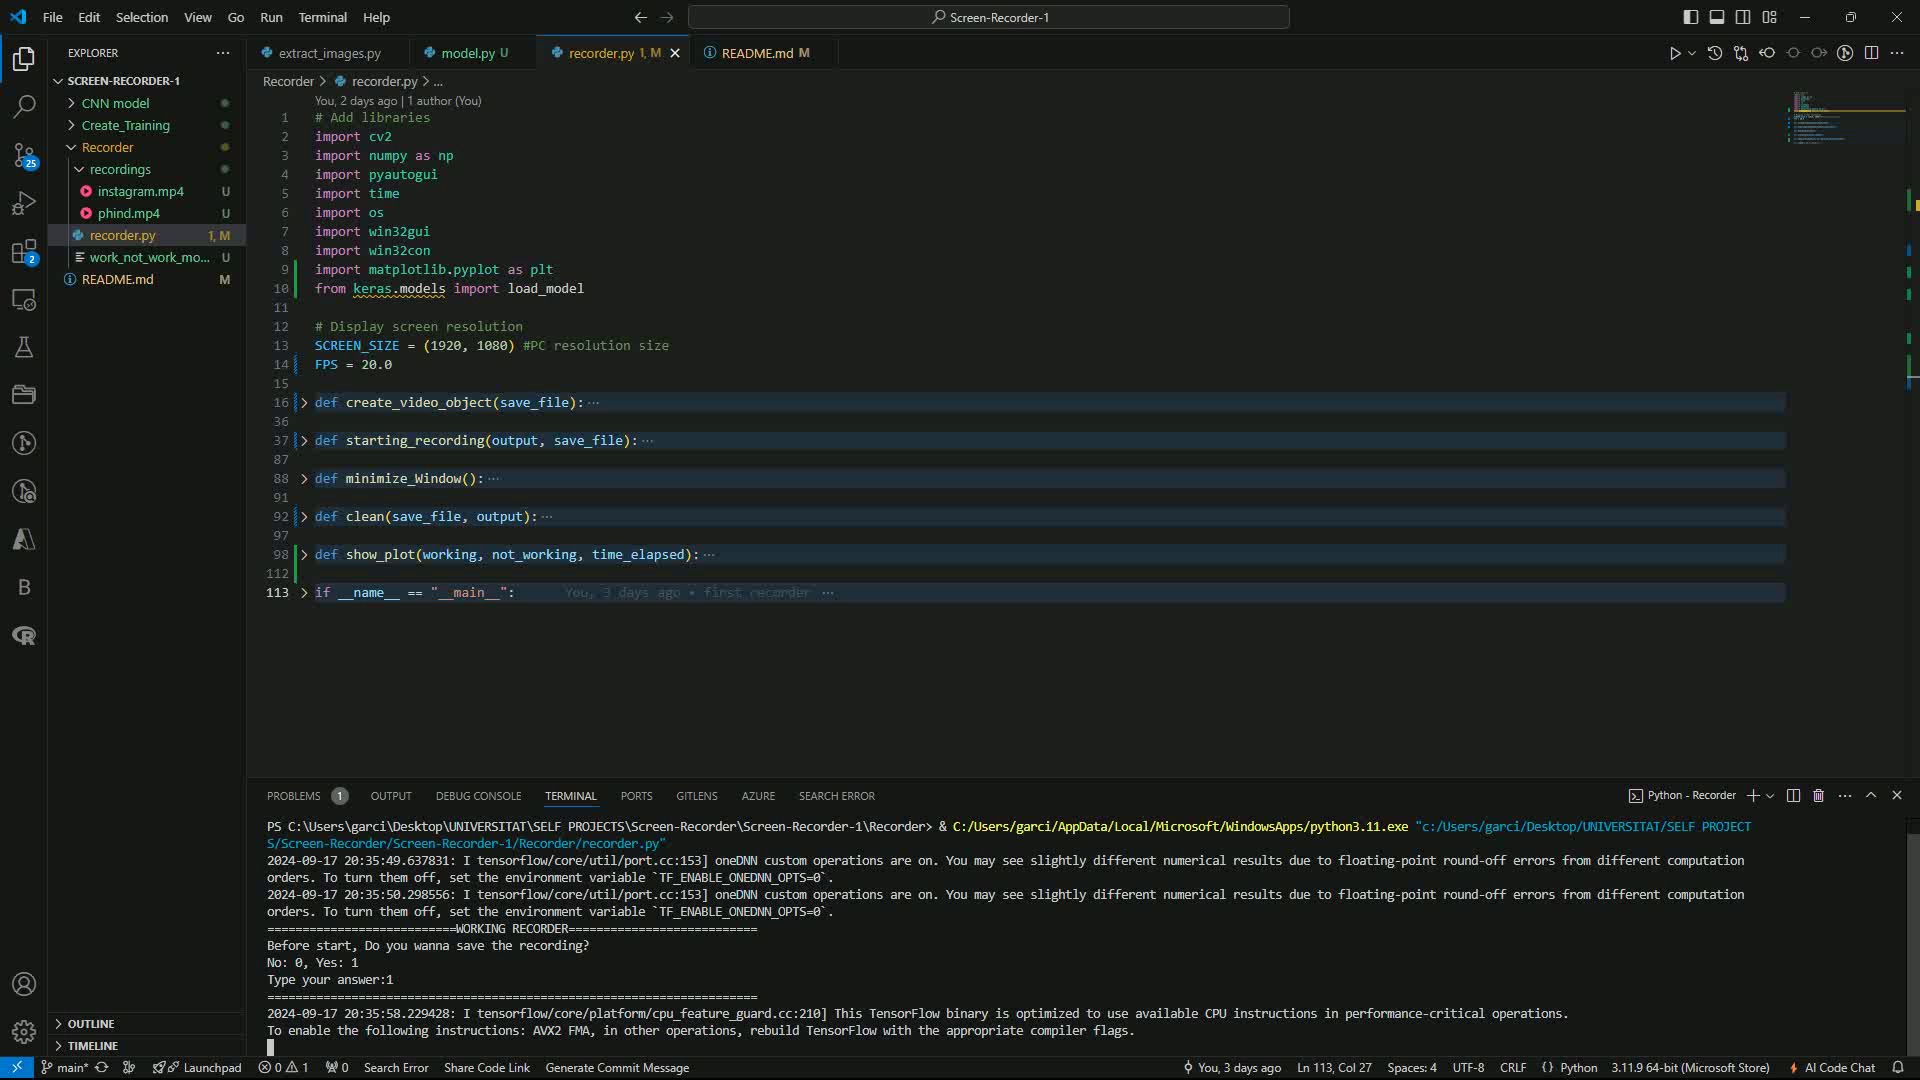 File Edit Selection View Go Run Terminal Help
Screen-Recorder-1
EXPLORER
SCREEN-RECORDER-1
CNN model
Create_Training
Recorder
recordings
instagram.mp4 U
phind.mp4 U
recorder.py 1, M
work_not_work_mo... U
README.md M
OUTLINE
TIMELINE
25
2
extract_images.py model.py U recorder.py 1, M README.md M
Recorder > recorder.py > ...
You, 2 days ago | 1 author (You)
1 # Add libraries
2 import cv2
3 import numpy as np
4 import pyautogui
5 import time
6 import os
7 import win32gui
8 import win32con
9 import matplotlib.pyplot as plt
10 from keras.models import load_model
11
12 # Display screen resolution
13 SCREEN_SIZE = (1920, 1080) #PC resolution size
14 FPS = 20.0
15
16 def create_video_object(save_file): ...
36
37 def starting_recording(output, save_file): ...
87
88 def minimize_Window(): ...
91
92 def clean(save_file, output): ...
97
98 def show_plot(working, not_working, time_elapsed): ...
112
113 if __name__ == "__main__": You, 3 days ago • first recorder ...
PROBLEMS 1 OUTPUT DEBUG CONSOLE TERMINAL PORTS GITLENS AZURE SEARCH ERROR
Python - Recorder
PS C:\Users\garci\Desktop\UNIVERSITAT\SELF PROJECTS\Screen-Recorder\Screen-Recorder-1\Recorder> & C:/Users/garci/AppData/Local/Microsoft/WindowsApps/python3.11.exe "c:/Users/garci/Desktop/UNIVERSITAT/SELF PROJECT
S/Screen-Recorder/Screen-Recorder-1/Recorder/recorder.py"
2024-09-17 20:35:49.637831: I tensorflow/core/util/port.cc:153] oneDNN custom operations are on. You may see slightly different numerical results due to floating-point round-off errors from different computation
orders. To turn them off, set the environment variable `TF_ENABLE_ONEDNN_OPTS=0`.
2024-09-17 20:35:50.298556: I tensorflow/core/util/port.cc:153] oneDNN custom operations are on. You may see slightly different numerical results due to floating-point round-off errors from different computation
orders. To turn them off, set the environment variable `TF_ENABLE_ONEDNN_OPTS=0`.
===========================WORKING RECORDER===========================
Before start, Do you wanna save the recording?
No: 0, Yes: 1
Type your answer:1
======================================================================
2024-09-17 20:35:58.229428: I tensorflow/core/platform/cpu_feature_guard.cc:210] This TensorFlow binary is optimized to use available CPU instructions in performance-critical operations.
To enable the following instructions: AVX2 FMA, in other operations, rebuild TensorFlow with the appropriate compiler flags.
main* Launchpad 0 1 0 Search Error Share Code Link Generate Commit Message You, 3 days ago Ln 113, Col 27 Spaces: 4 UTF-8 CRLF {} Python 3.11.9 64-bit (Microsoft Store) AI Code Chat